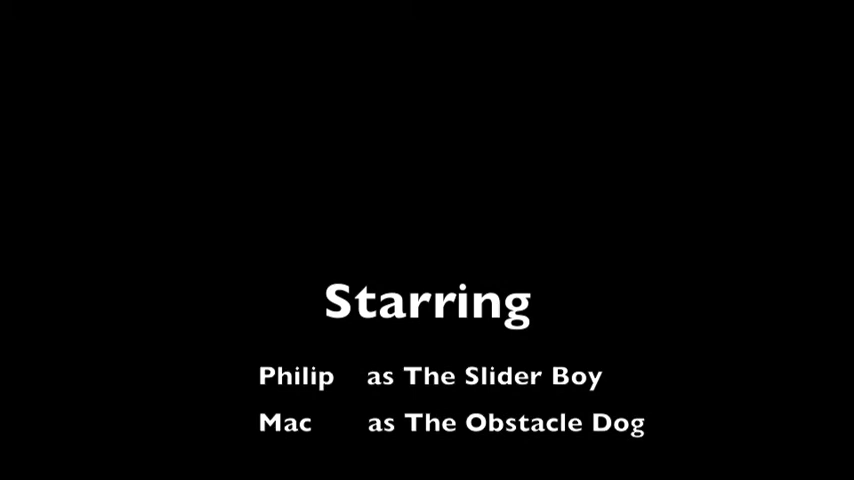 Starring
Philip as The Slider Boy
Mac as The Obstacle Dog